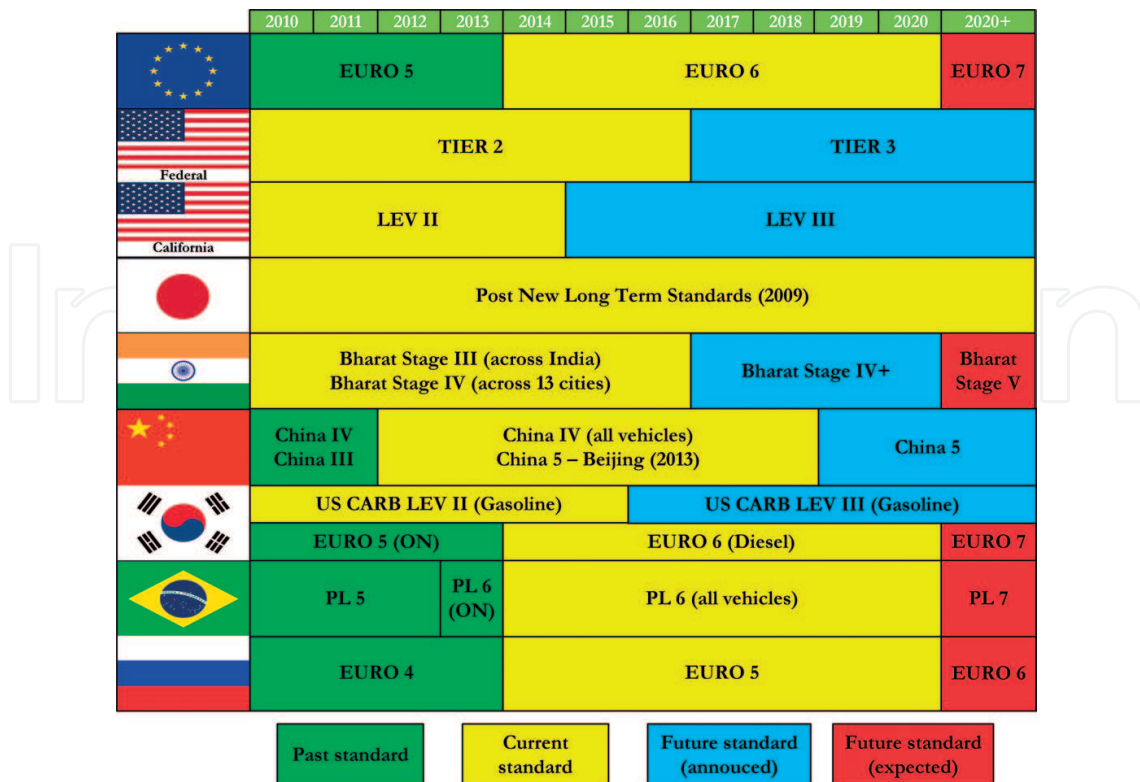 2010 2011 2012 2013 2014 2015 2016 2017 2018 2019 2020 2020+
EURO 5 EURO 6 EURO 7
TIER 2 TIER 3
Federal
LEV II LEV III
California
Post New Long Term Standards (2009)
Bharat Stage III (across India)
Bharat Stage IV (across 13 cities)
Bharat Stage IV+
Bharat
Stage V
China IV
China III
China IV (all vehicles)
China 5 – Beijing (2013)
China 5
US CARB LEV II (Gasoline) US CARB LEV III (Gasoline)
EURO 5 (ON) EURO 6 (Diesel) EURO 7
PL 5
PL 6
(ON)
PL 6 (all vehicles)
PL 7
EURO 4 EURO 5 EURO 6
Past standard
Current
standard
Future standard
(annouced)
Future standard
(expected)